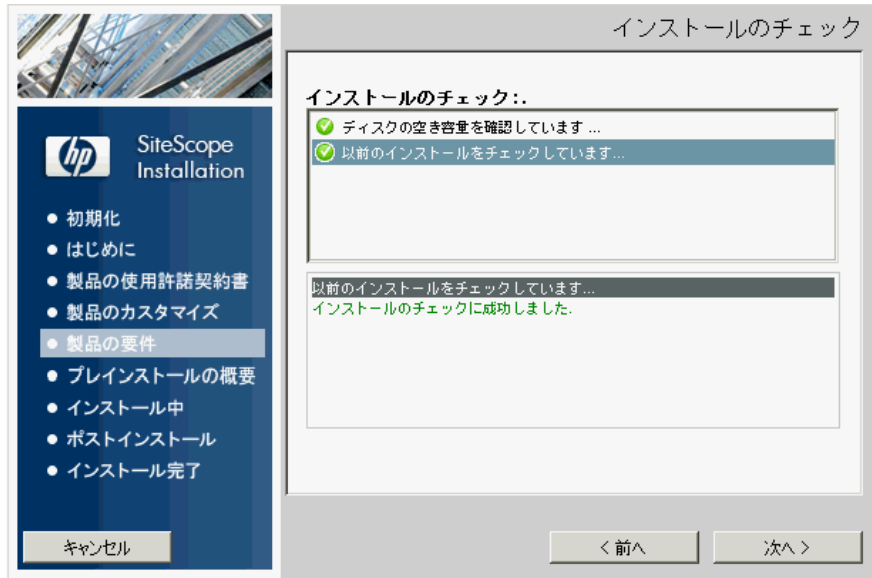 インストールのチェック
hp
SiteScope
Installation
初期化
はじめに
製品の使用許諾契約書
製品のカスタマイズ
製品の要件
プレインストールの概要
インストール中
ポストインストール
インストール完了
インストールのチェック:.
ディスクの空き容量を確認しています ...
以前のインストールをチェックしています...
以前のインストールをチェックしています...
インストールのチェックに成功しました.
キャンセル
< 前へ
次へ >